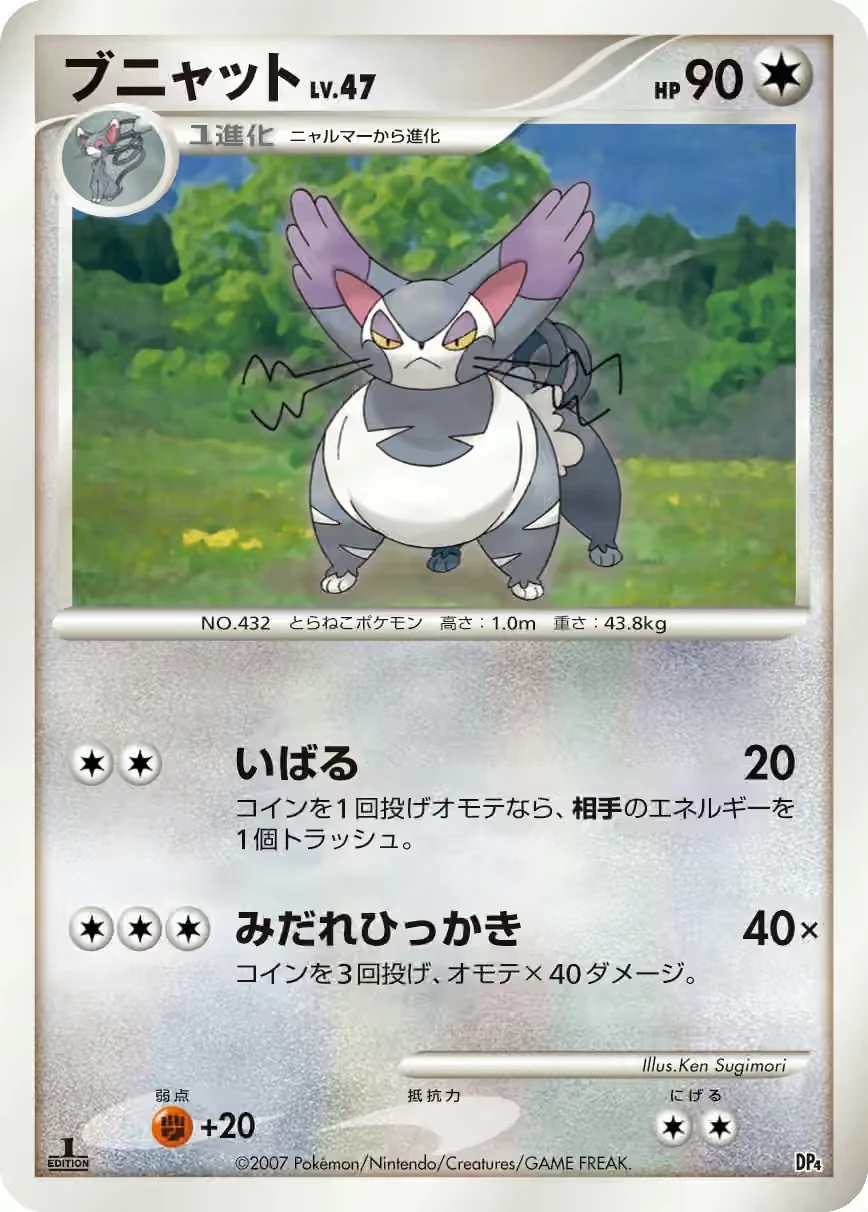 ブニャット LV.47 HP 90
1進化 ニャルマーから進化
NO.432 とらねこポケモン 高さ：1.0m 重さ：43.8kg
いばる 20
コインを1回投げオモテなら、相手のエネルギーを
1個トラッシュ。
みだれひっかき 40×
コインを3回投げ、オモテ×40ダメージ。
Illus.Ken Sugimori
弱点 抵抗力 にげる
+20
1
EDITION
©2007 Pokémon/Nintendo/Creatures/GAME FREAK.
DP4